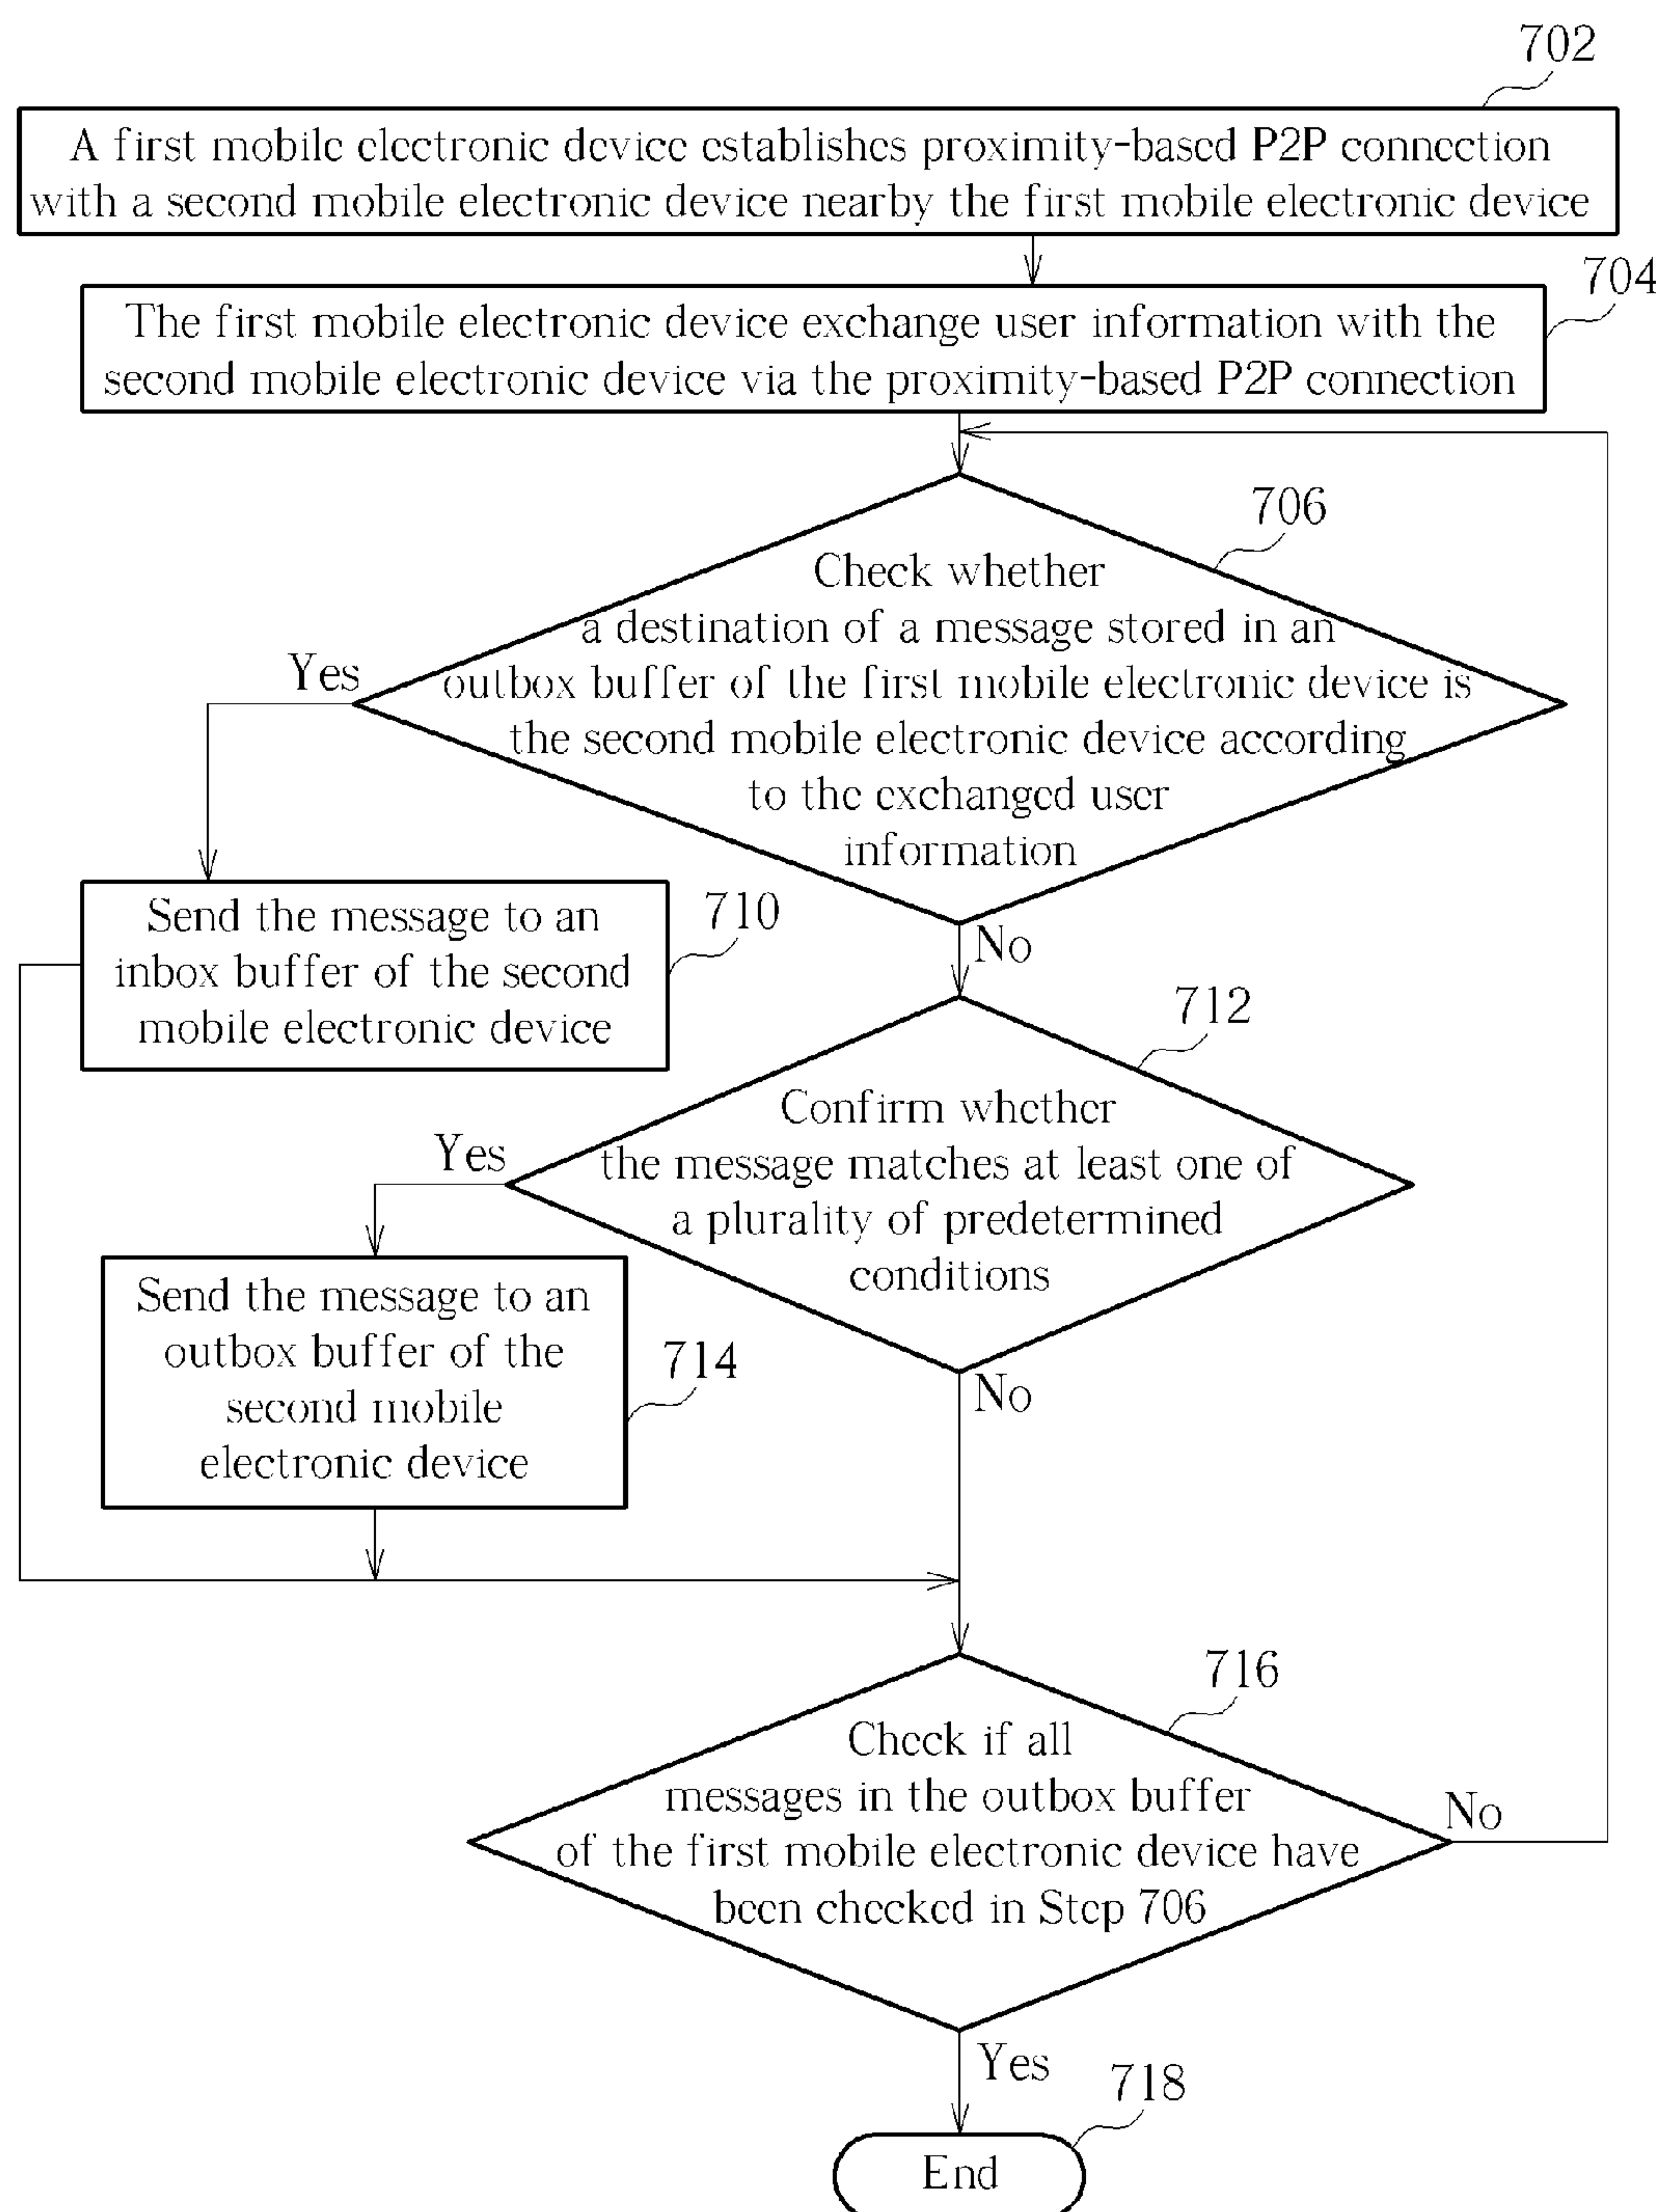 702
A first mobile electronic device establishes proximity-based P2P connection
with a second mobile electronic device nearby the first mobile electronic device
704
The first mobile electronic device exchange user information with the
second mobile electronic device via the proximity-based P2P connection
706
Check whether
a destination of a message stored in an
outbox buffer of the first mobile electronic device is
the second mobile electronic device according
to the exchanged user
information
Yes
No
710
Send the message to an
inbox buffer of the second
mobile electronic device
712
Confirm whether
the message matches at least one of
a plurality of predetermined
conditions
Yes
No
714
Send the message to an
outbox buffer of the
second mobile
electronic device
716
Check if all
messages in the outbox buffer
of the first mobile electronic device have
been checked in Step 706
No
Yes
718
End